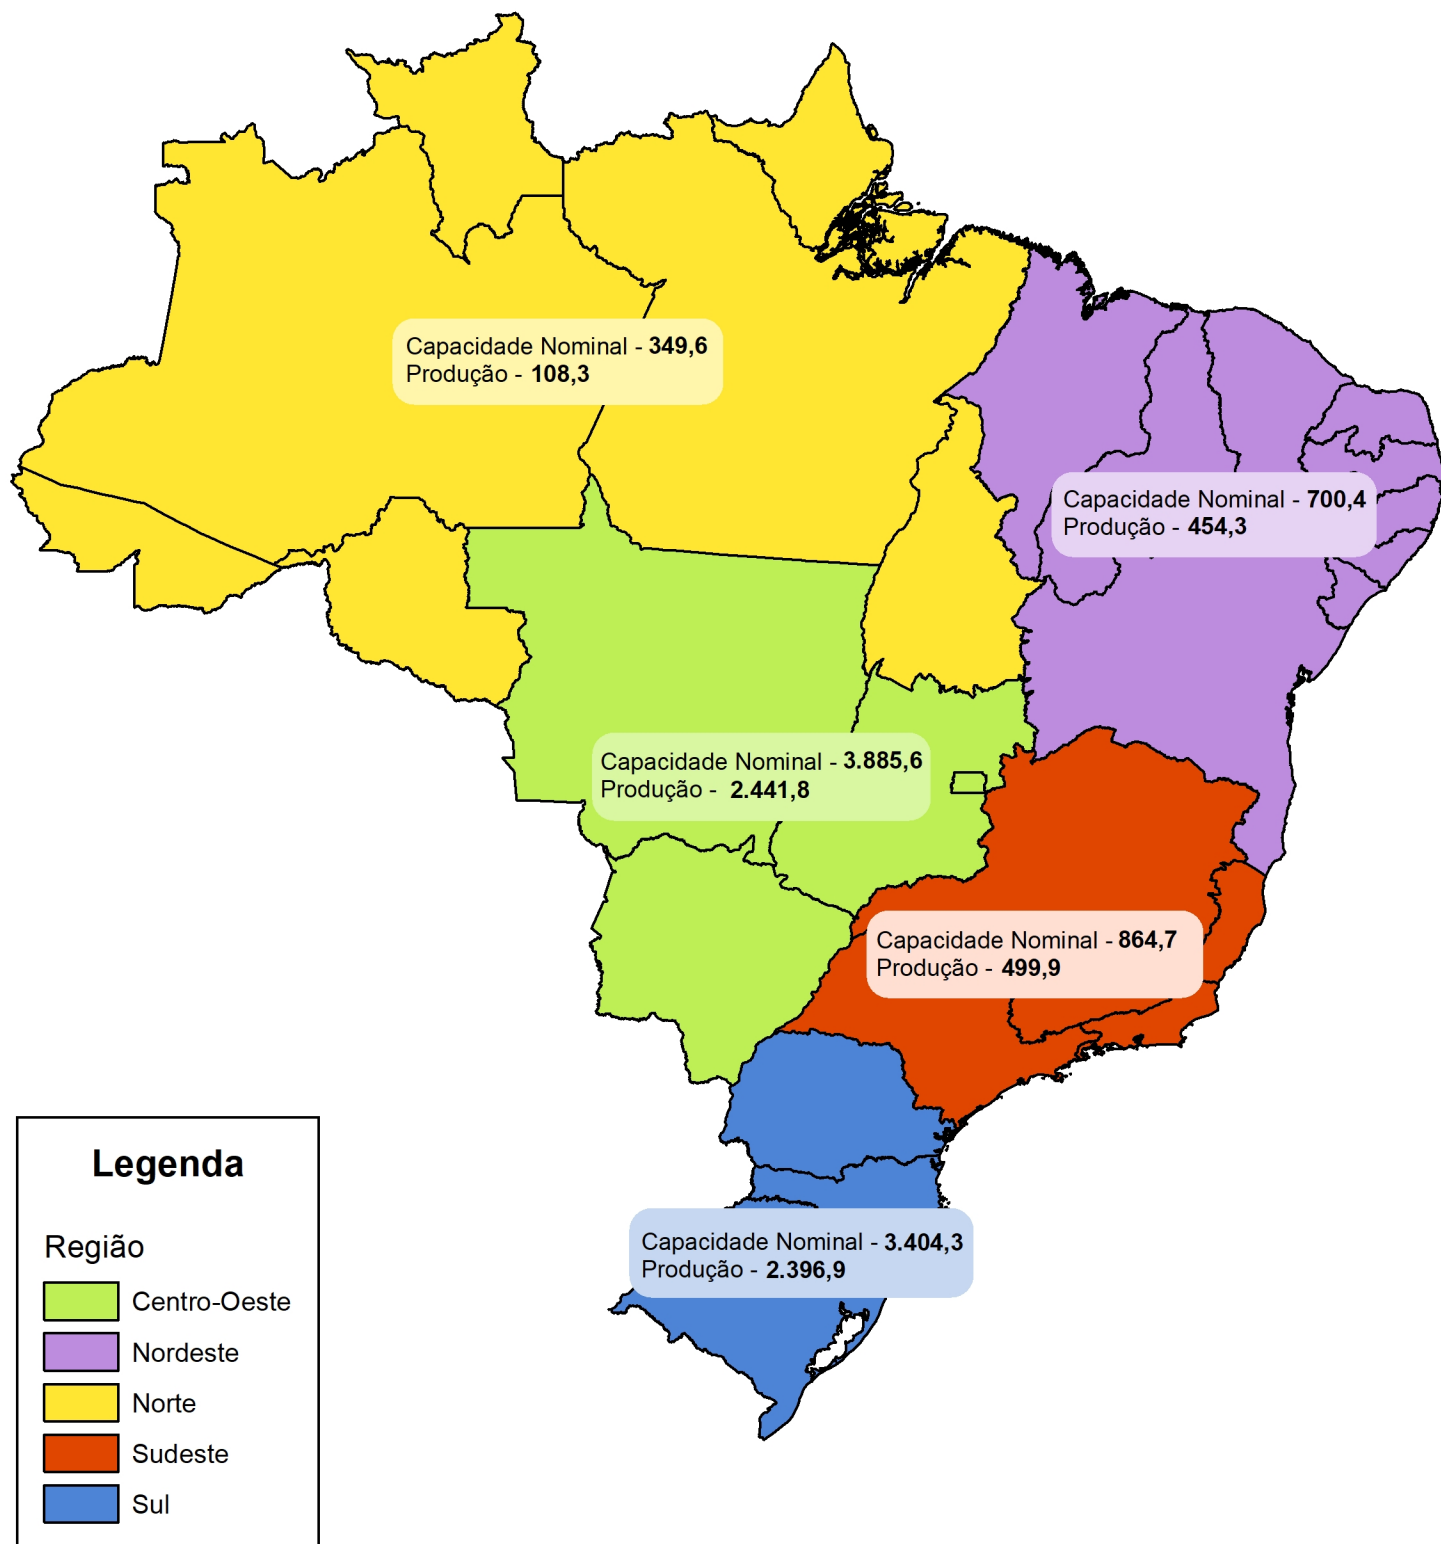 Capacidade Nominal - 349,6
Produção - 108,3
Capacidade Nominal - 700,4
Produção - 454,3
Capacidade Nominal - 3.885,6
Produção - 2.441,8
Capacidade Nominal - 864,7
Produção - 499,9
Capacidade Nominal - 3.404,3
Produção - 2.396,9
Legenda
Região
Centro-Oeste
Nordeste
Norte
Sudeste
Sul